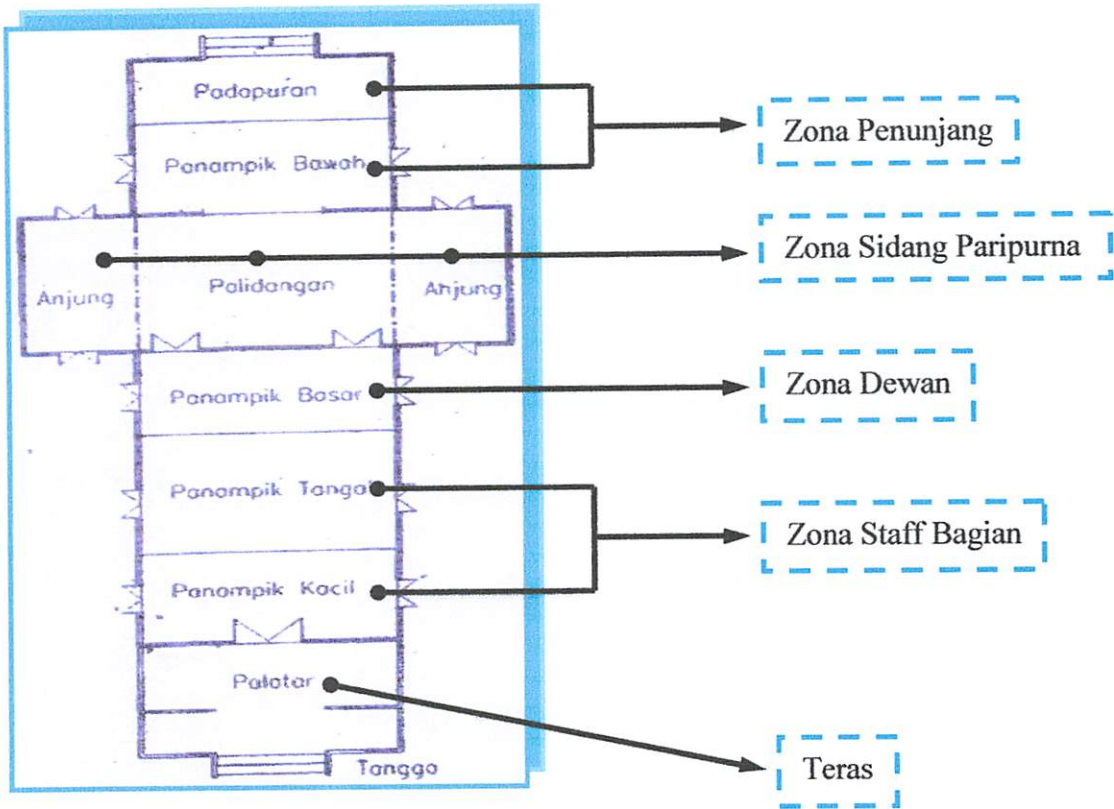 Padapuran
Zona Penunjang
Panampik Bawah
Zona Sidang Paripurna
Anjung
Palidangan
Anjung
Panampik Basar
Zona Dewan
Panampik Tangah
Zona Staff Bagian
Panampik Kacil
Palatar
Teras
Tangga